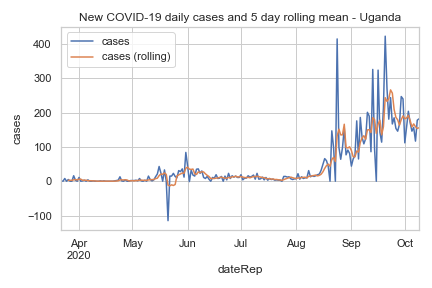 New COVID-19 daily cases and 5 day rolling mean - Uganda
cases
cases (rolling)
400
300
200
100
0
−100
cases
Apr May Jun Jul Aug Sep Oct
2020
dateRep